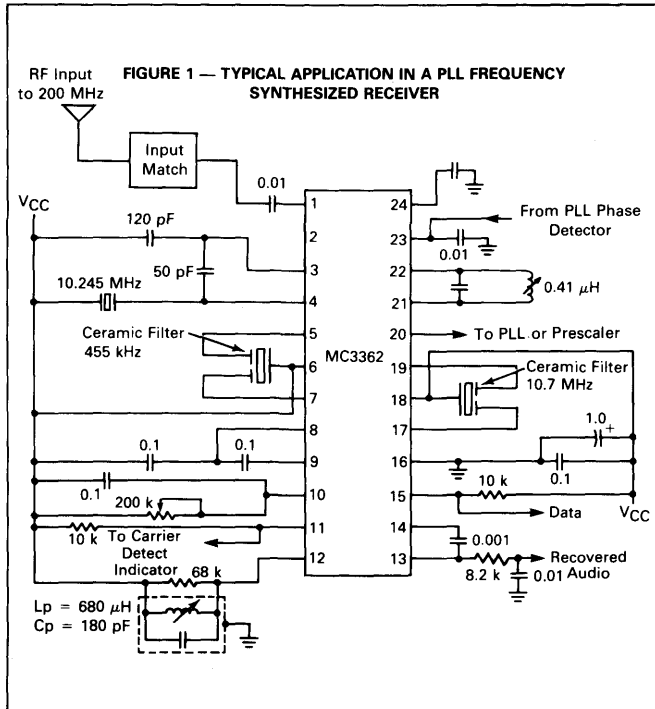 FIGURE 1 — TYPICAL APPLICATION IN A PLL FREQUENCY
SYNTHESIZED RECEIVER
RF Input
to 200 MHz
Input
Match
0.01
VCC
120 pF
50 pF
10.245 MHz
Ceramic Filter
455 kHz
0.1
0.1
0.1
200 k
10 k
To Carrier
Detect
Indicator
68 k
Lp = 680 μH
Cp = 180 pF
1
2
3
4
5
6
7
8
9
10
11
12
MC3362
24
23
22
21
20
19
18
17
16
15
14
13
From PLL Phase
Detector
0.01
0.41 μH
To PLL or Prescaler
Ceramic Filter
10.7 MHz
1.0
+
0.1
10 k
VCC
Data
0.001
8.2 k
Recovered
Audio
0.01